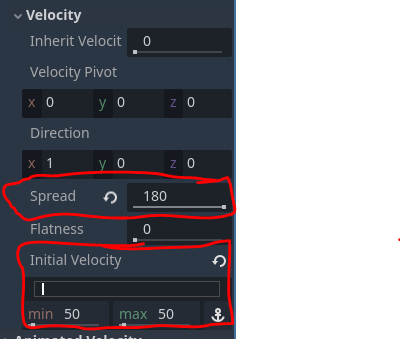 Velocity
Inherit Velocit 0
Velocity Pivot
x 0 y 0 z 0
Direction
x 1 y 0 z 0
Spread 180
Flatness 0
Initial Velocity
min 50 max 50
Animated Velocity